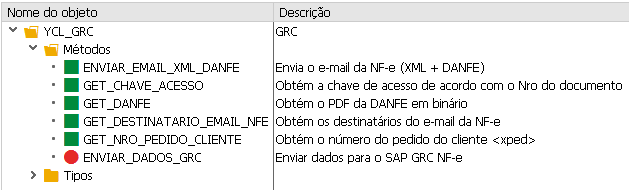 Nome do objeto Descrição
YCL_GRC GRC
Métodos
ENVIAR_EMAIL_XML_DANFE Envia o e-mail da NF-e (XML + DANFE)
GET_CHAVE_ACESSO Obtém a chave de acesso de acordo com o Nro do documento
GET_DANFE Obtém o PDF da DANFE em binário
GET_DESTINATARIO_EMAIL_NFE Obtém os destinatários do e-mail da NF-e
GET_NRO_PEDIDO_CLIENTE Obtém o número do pedido do cliente <xped>
ENVIAR_DADOS_GRC Enviar dados para o SAP GRC NF-e
Tipos